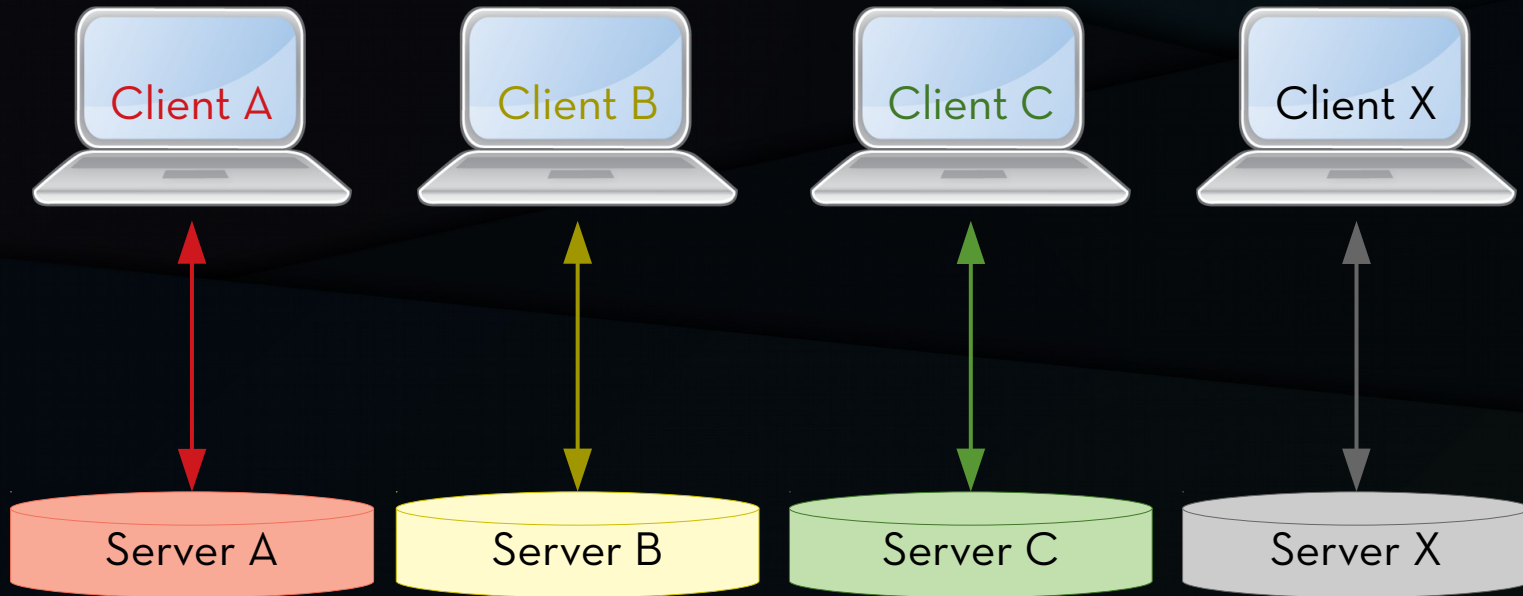 Client A
Client B
Client C
Client X
Server A
Server B
Server C
Server X